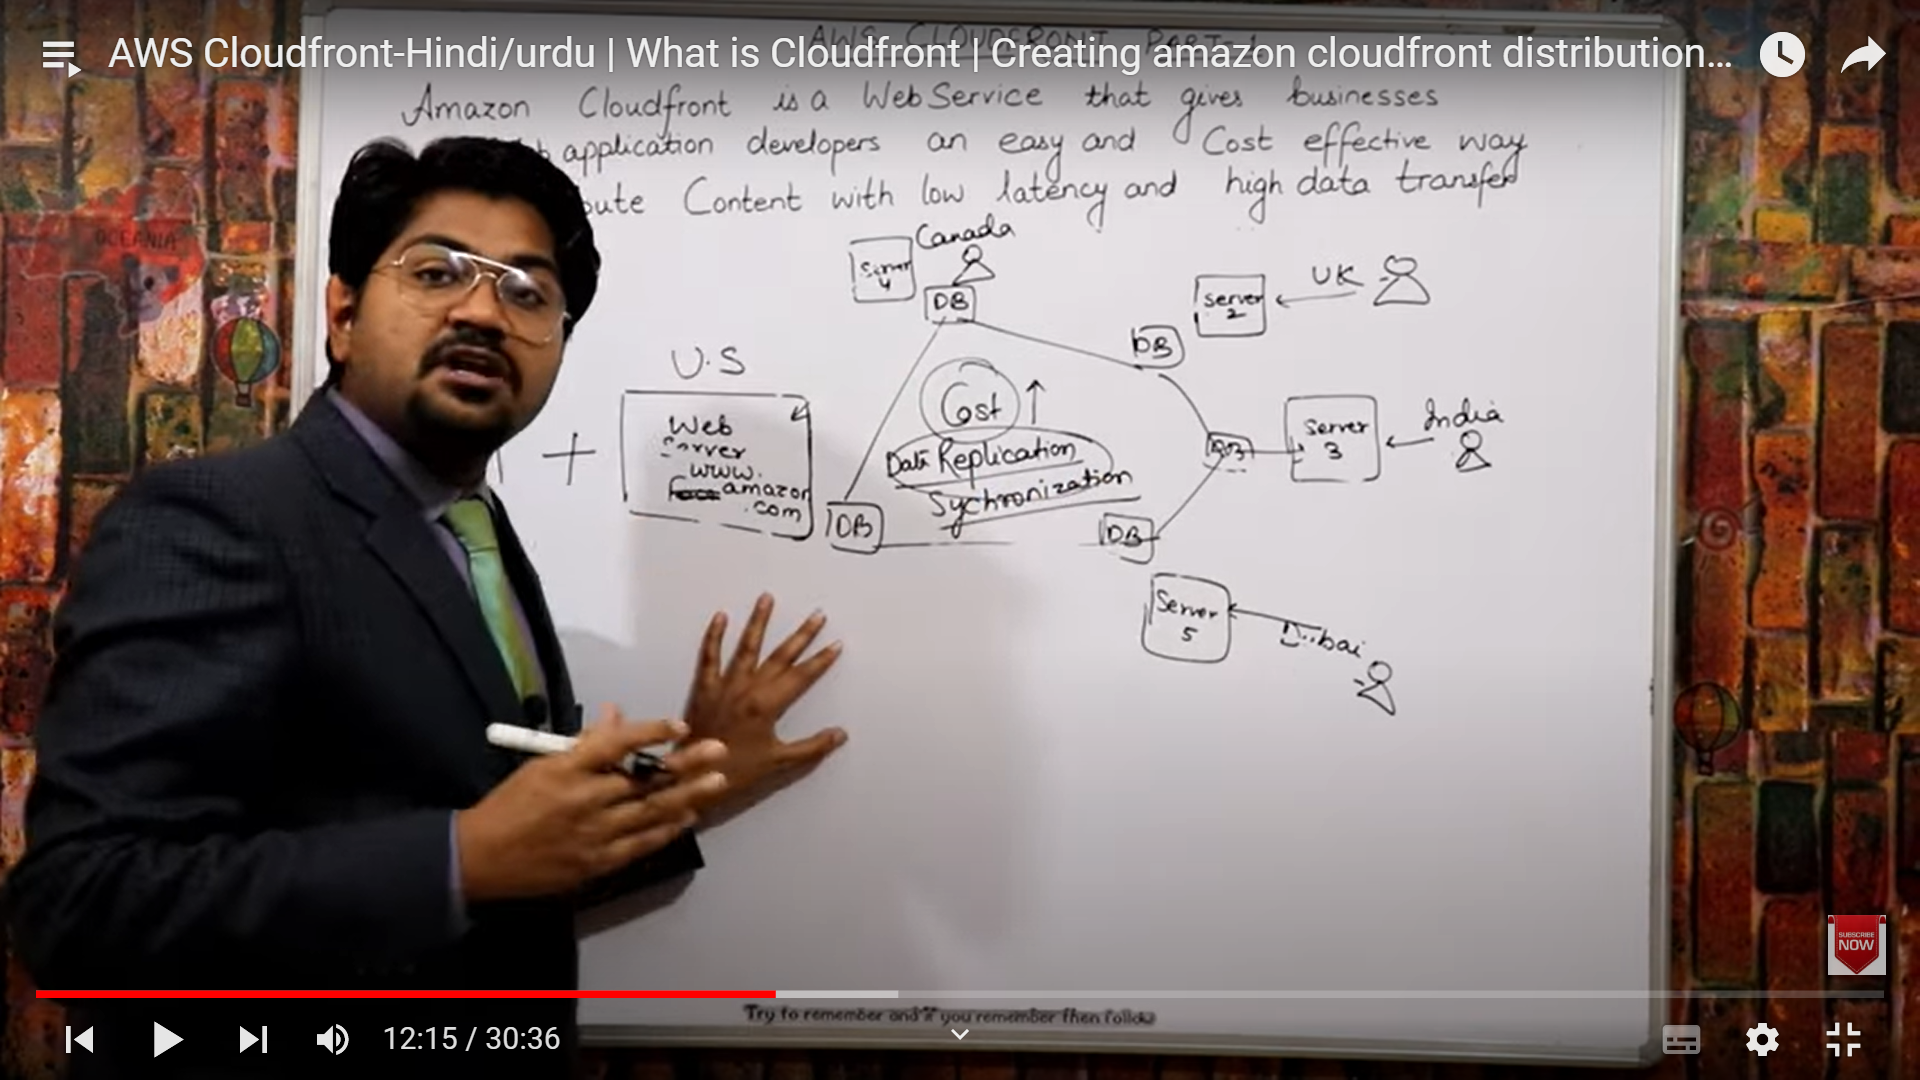 AWS Cloudfront-Hindi/urdu | What is Cloudfront | Creating amazon cloudfront distribution...
AWS CLOUDFRONT PART-1
Amazon Cloudfront is a Web Service that gives businesses
application developers an easy and Cost effective way
bute Content with low latency and high data transfer
Canada
Server
4
DB
UK
Server
2
DB
U.S
Web
Server
www.
amazon
.com
+
Cost ↑
Data Replication
Sychronization
DB
DB
Server
3
India
DB
Server
5
Dubai
OCEANIA
SUBSCRIBE
NOW
Try to remember and if you remember then follow
12:15 / 30:36